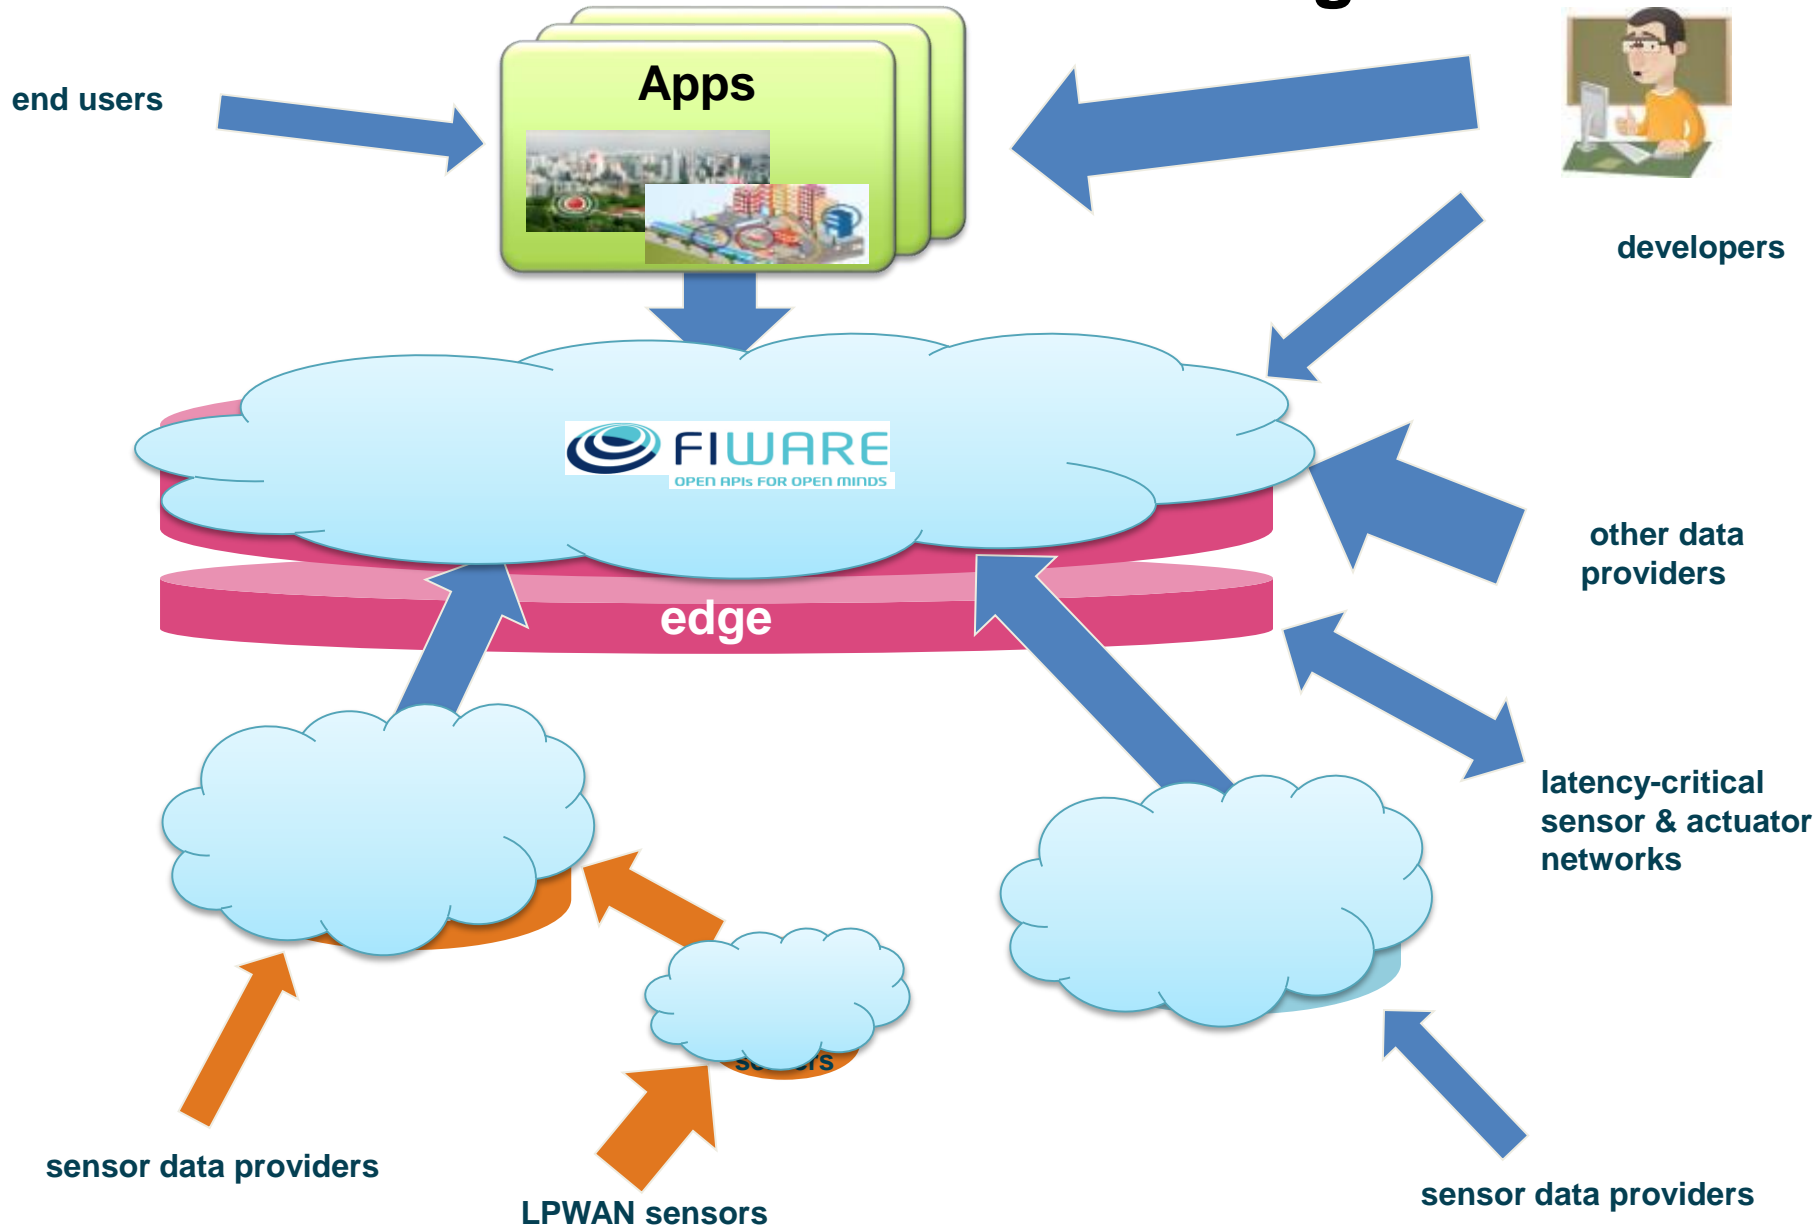 end users
Apps
developers
FIWARE
OPEN APIs FOR OPEN MINDS
other data
providers
edge
latency-critical
sensor & actuator
networks
sensor data providers
LPWAN sensors
sensor data providers